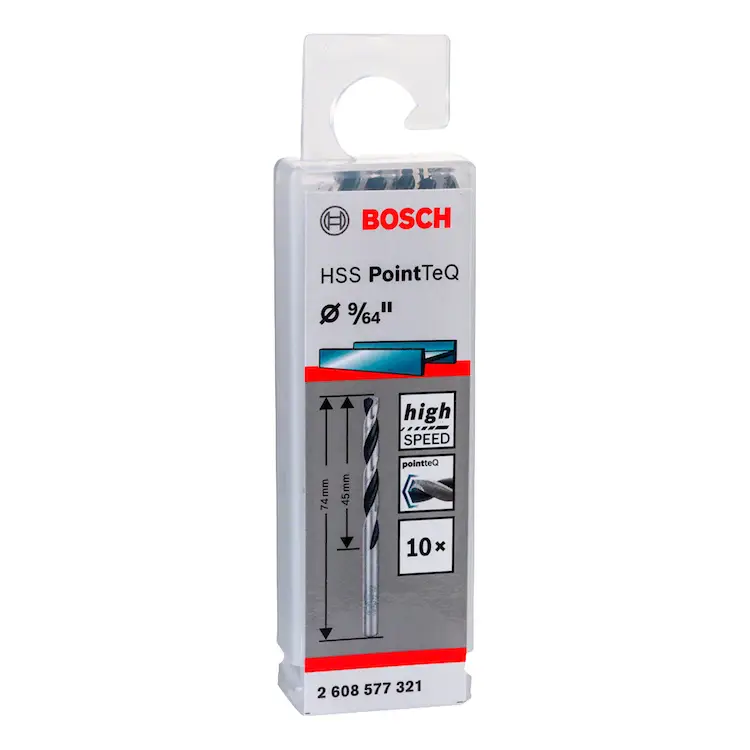 BOSCH
HSS PointTeQ
Ø 9/64"
high
SPEED
pointteQ
74 mm
45 mm
10×
2 608 577 321